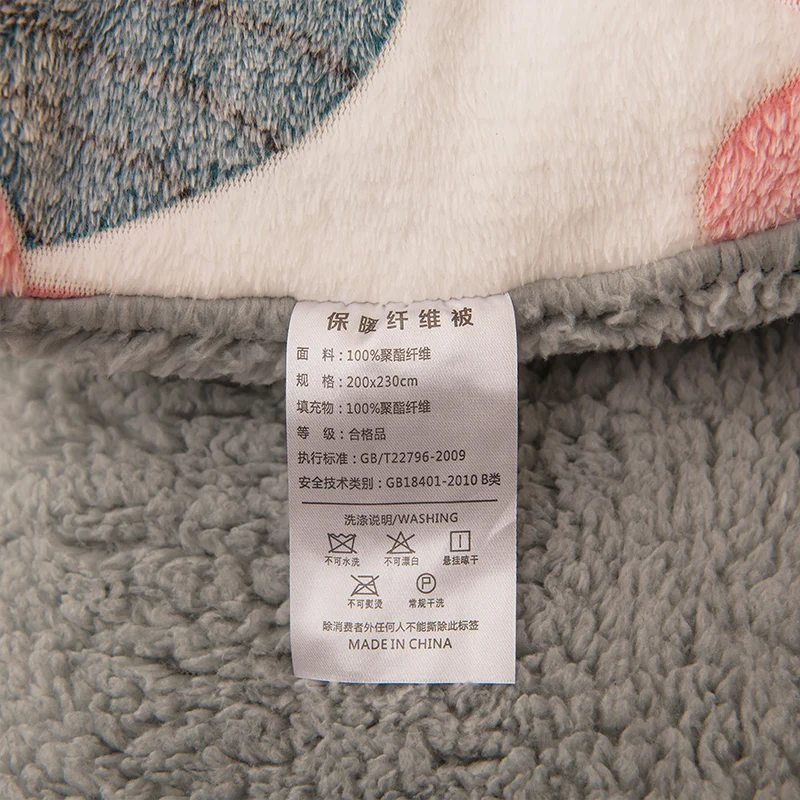 保暖纤维被
面 料：100%聚酯纤维
规 格：200x230cm
填充物：100%聚酯纤维
等 级：合格品
执行标准：GB/T22796-2009
安全技术类别：GB18401-2010 B类
洗涤说明/WASHING
不可水洗 不可漂白 悬挂晾干
P
不可熨烫 常规干洗
除消费者外任何人不能撕除此标签
MADE IN CHINA